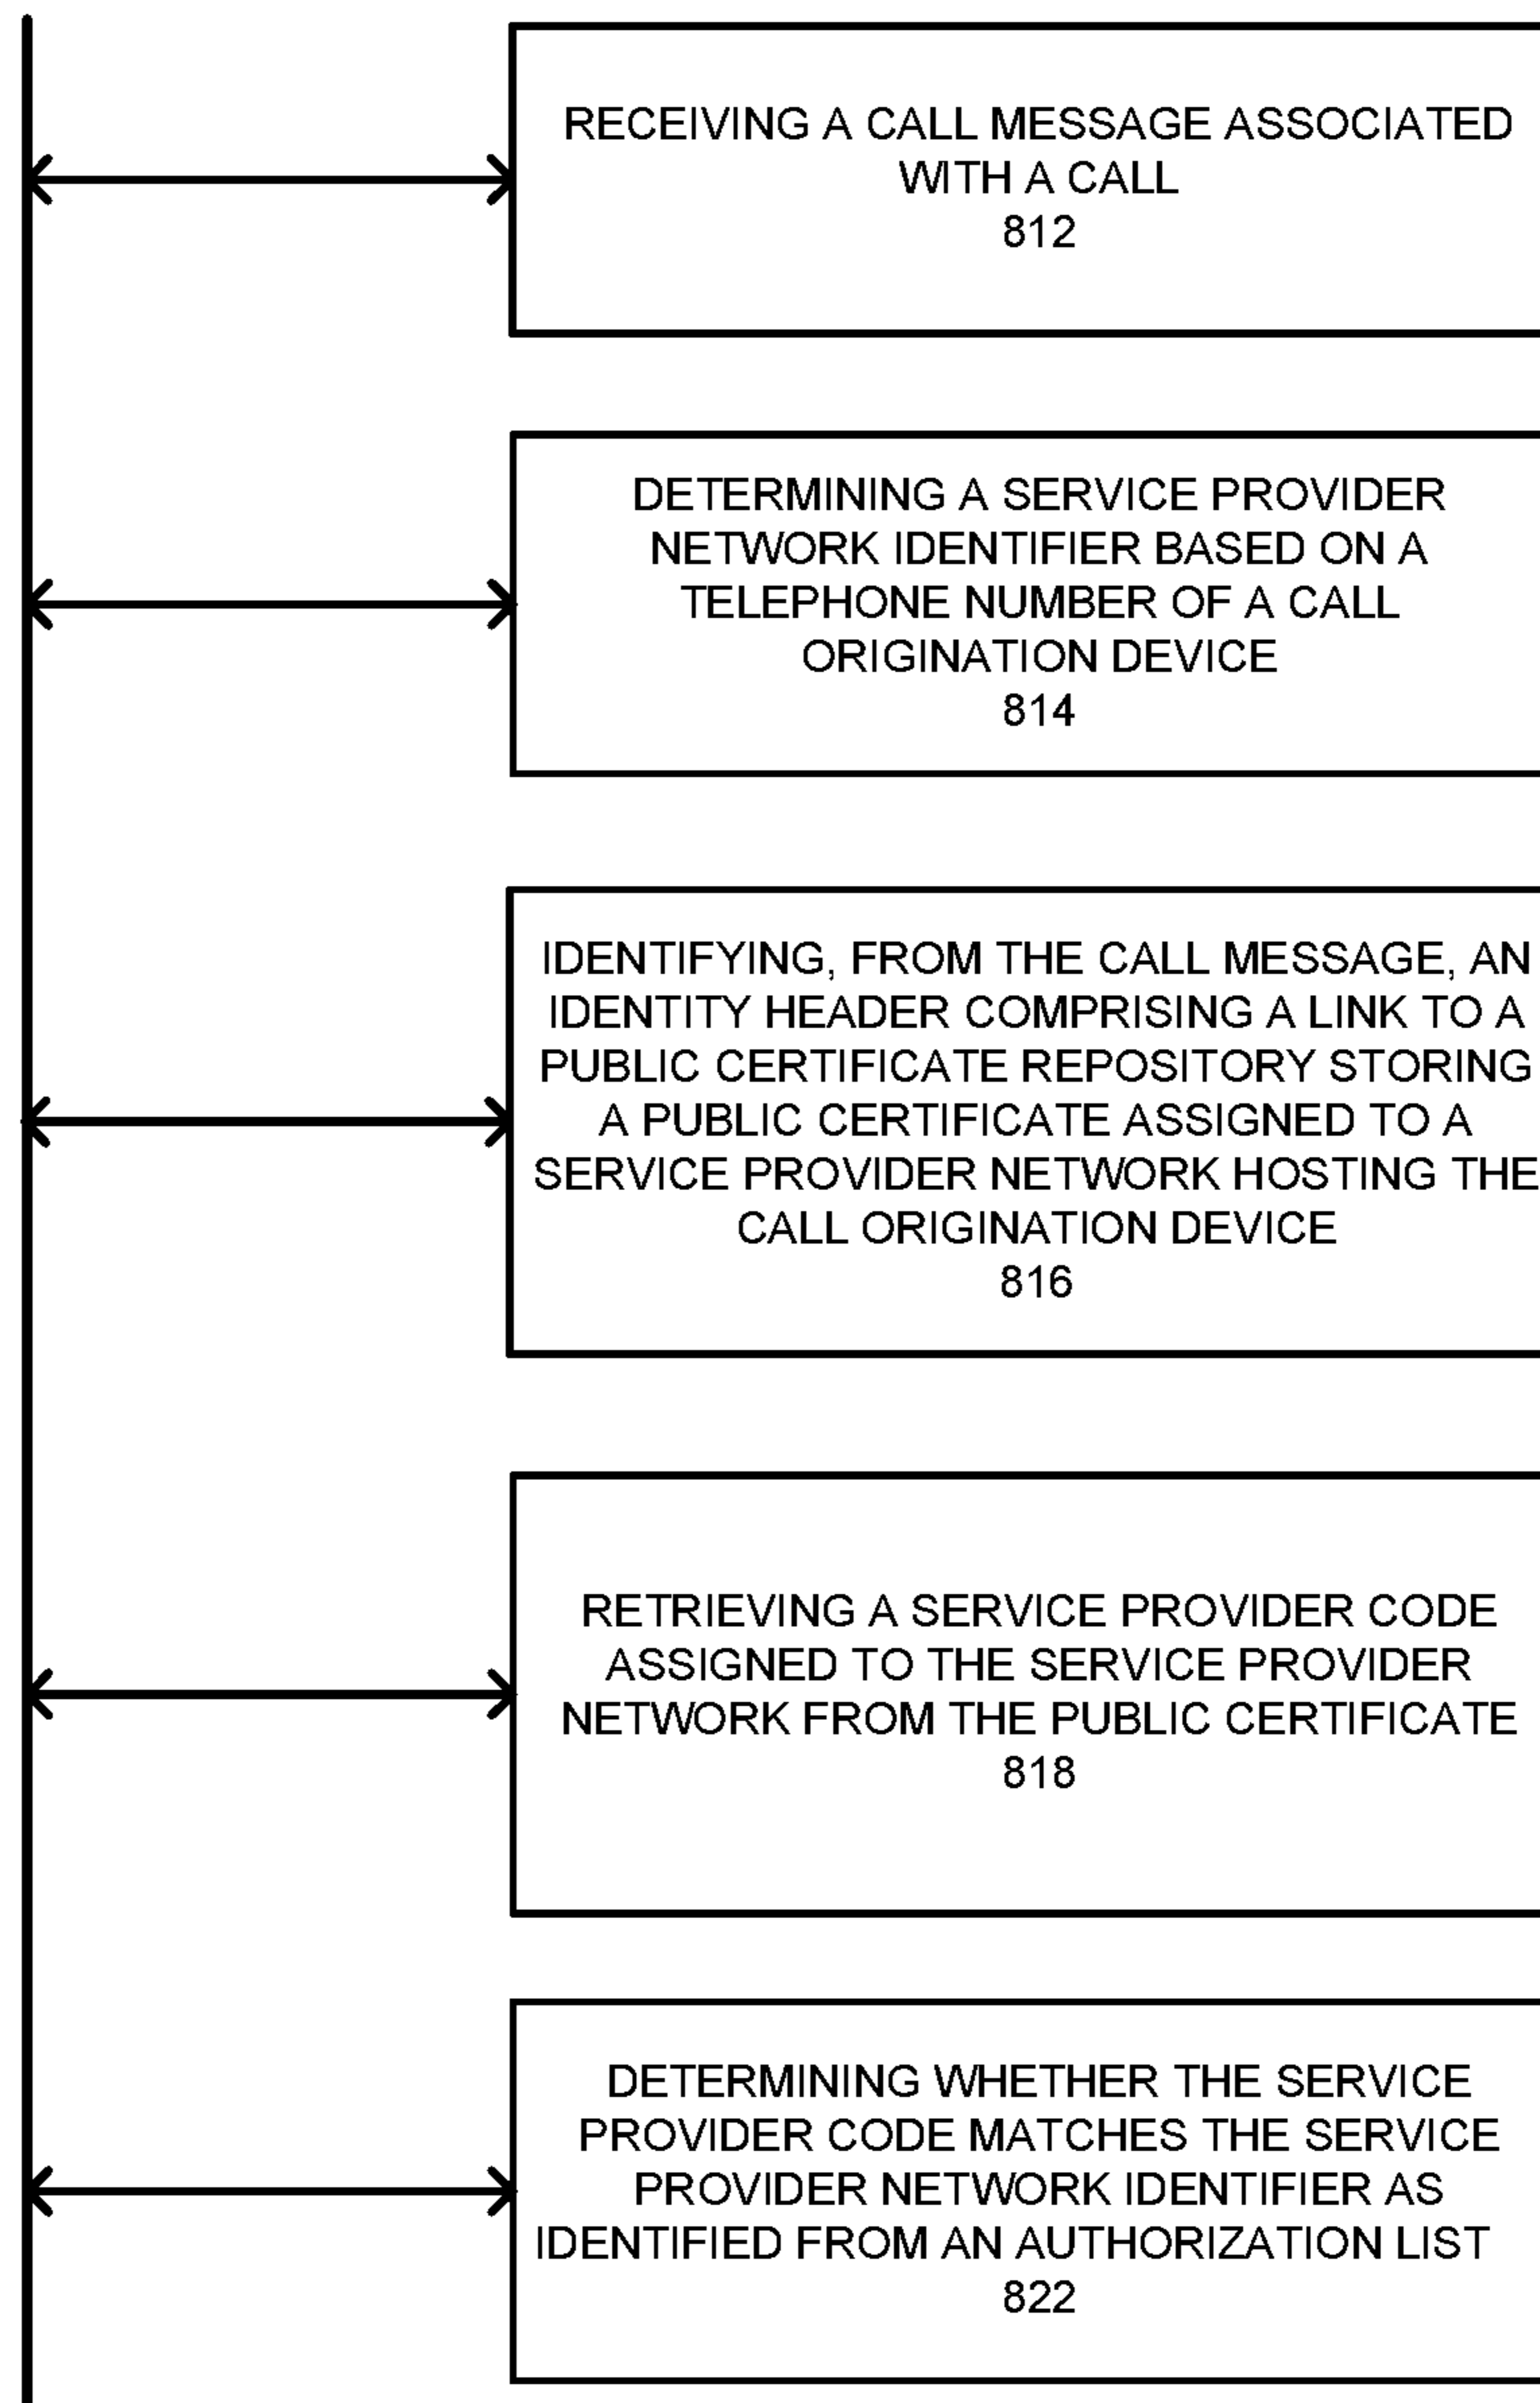 RECEIVING A CALL MESSAGE ASSOCIATED
WITH A CALL
812
DETERMINING A SERVICE PROVIDER
NETWORK IDENTIFIER BASED ON A
TELEPHONE NUMBER OF A CALL
ORIGINATION DEVICE
814
IDENTIFYING, FROM THE CALL MESSAGE, AN
IDENTITY HEADER COMPRISING A LINK TO A
PUBLIC CERTIFICATE REPOSITORY STORING
A PUBLIC CERTIFICATE ASSIGNED TO A
SERVICE PROVIDER NETWORK HOSTING THE
CALL ORIGINATION DEVICE
816
RETRIEVING A SERVICE PROVIDER CODE
ASSIGNED TO THE SERVICE PROVIDER
NETWORK FROM THE PUBLIC CERTIFICATE
818
DETERMINING WHETHER THE SERVICE
PROVIDER CODE MATCHES THE SERVICE
PROVIDER NETWORK IDENTIFIER AS
IDENTIFIED FROM AN AUTHORIZATION LIST
822